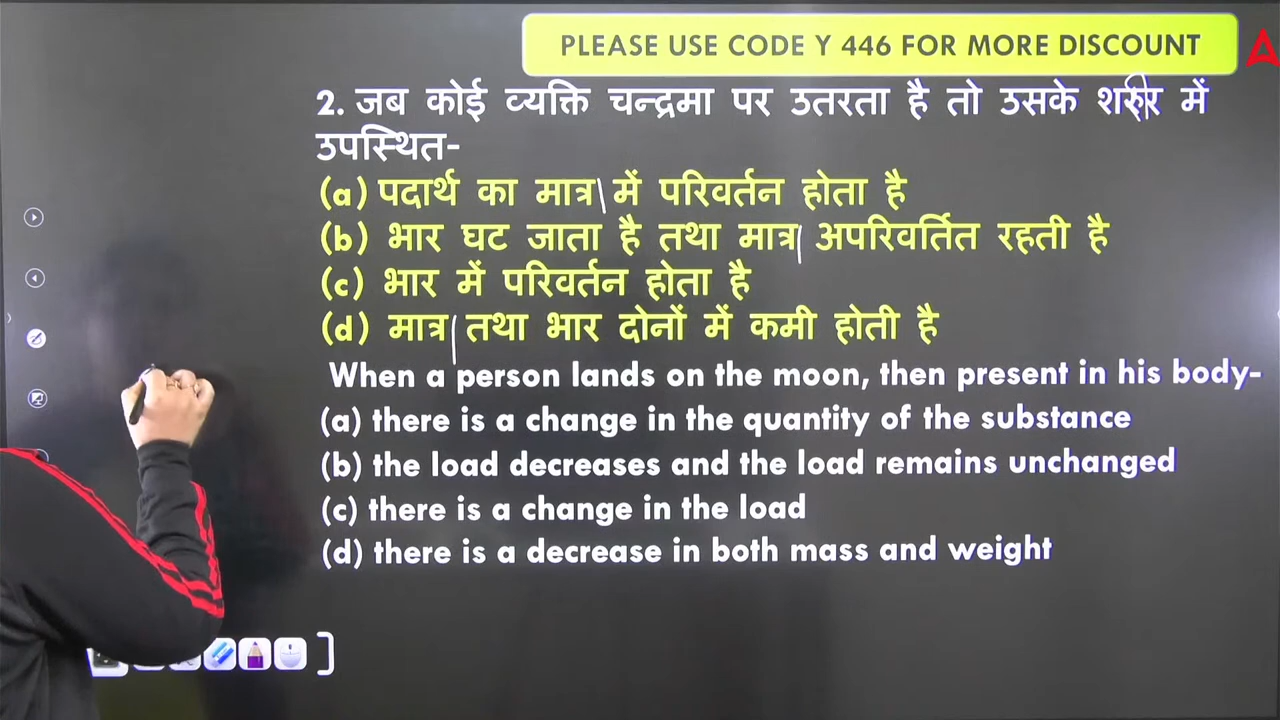 PLEASE USE CODE Y 446 FOR MORE DISCOUNT
2. जब कोई व्यक्ति चन्द्रमा पर उतरता है तो उसके शरीर में
उपस्थित-
(a) पदार्थ का मात्रा में परिवर्तन होता है
(b) भार घट जाता है तथा मात्रा अपरिवर्तित रहती है
(c) भार में परिवर्तन होता है
(d) मात्रा तथा भार दोनों में कमी होती है
When a person lands on the moon, then present in his body-
(a) there is a change in the quantity of the substance
(b) the load decreases and the load remains unchanged
(c) there is a change in the load
(d) there is a decrease in both mass and weight